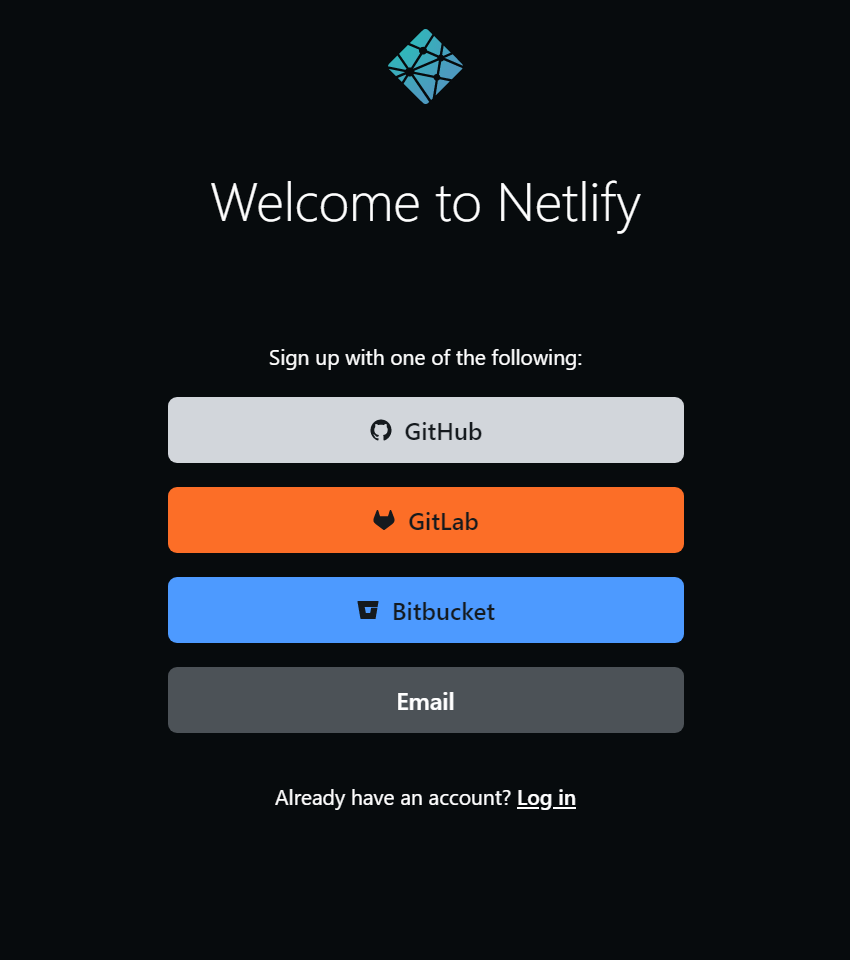 Welcome to Netlify
Sign up with one of the following:
GitHub
GitLab
Bitbucket
Email
Already have an account? Log in